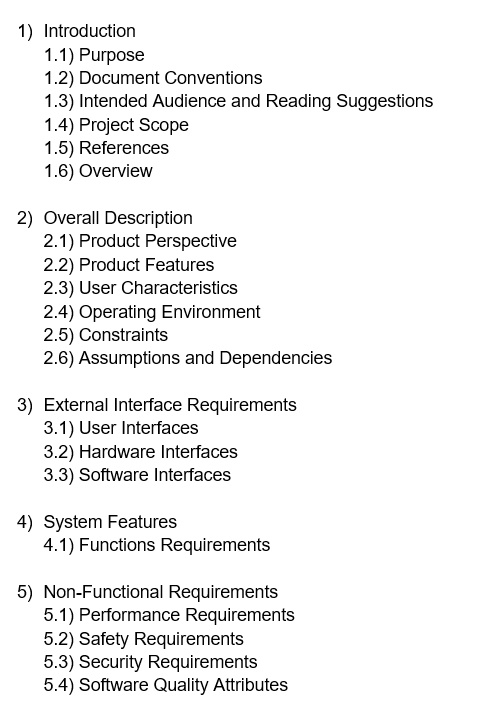 1) Introduction
1.1) Purpose
1.2) Document Conventions
1.3) Intended Audience and Reading Suggestions
1.4) Project Scope
1.5) References
1.6) Overview
2) Overall Description
2.1) Product Perspective
2.2) Product Features
2.3) User Characteristics
2.4) Operating Environment
2.5) Constraints
2.6) Assumptions and Dependencies
3) External Interface Requirements
3.1) User Interfaces
3.2) Hardware Interfaces
3.3) Software Interfaces
4) System Features
4.1) Functions Requirements
5) Non-Functional Requirements
5.1) Performance Requirements
5.2) Safety Requirements
5.3) Security Requirements
5.4) Software Quality Attributes